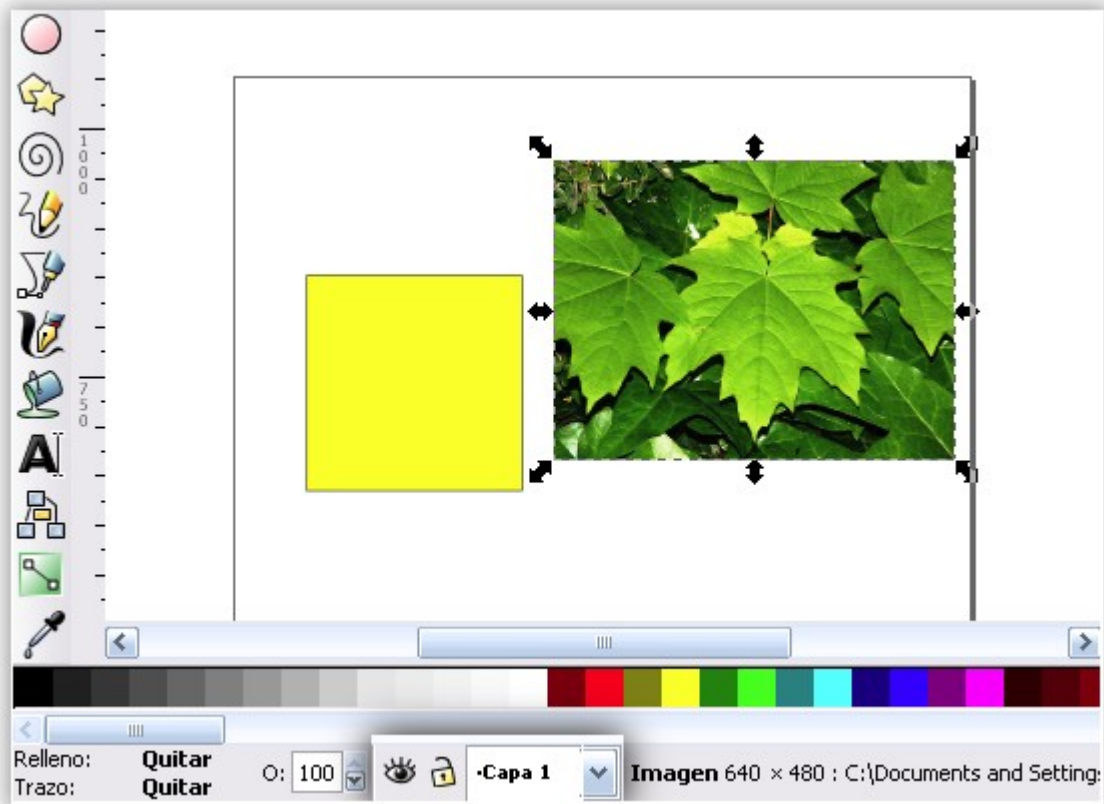 1000
750
A
Relleno: Quitar
O: 100
·Capa 1
Imagen 640 × 480 : C:\Documents and Setting
Trazo: Quitar